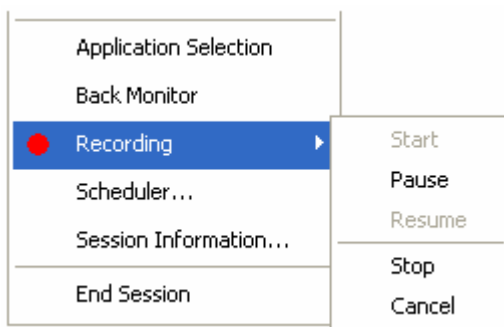 Application Selection
Back Monitor
Recording
Scheduler...
Session Information...
End Session
Start
Pause
Resume
Stop
Cancel